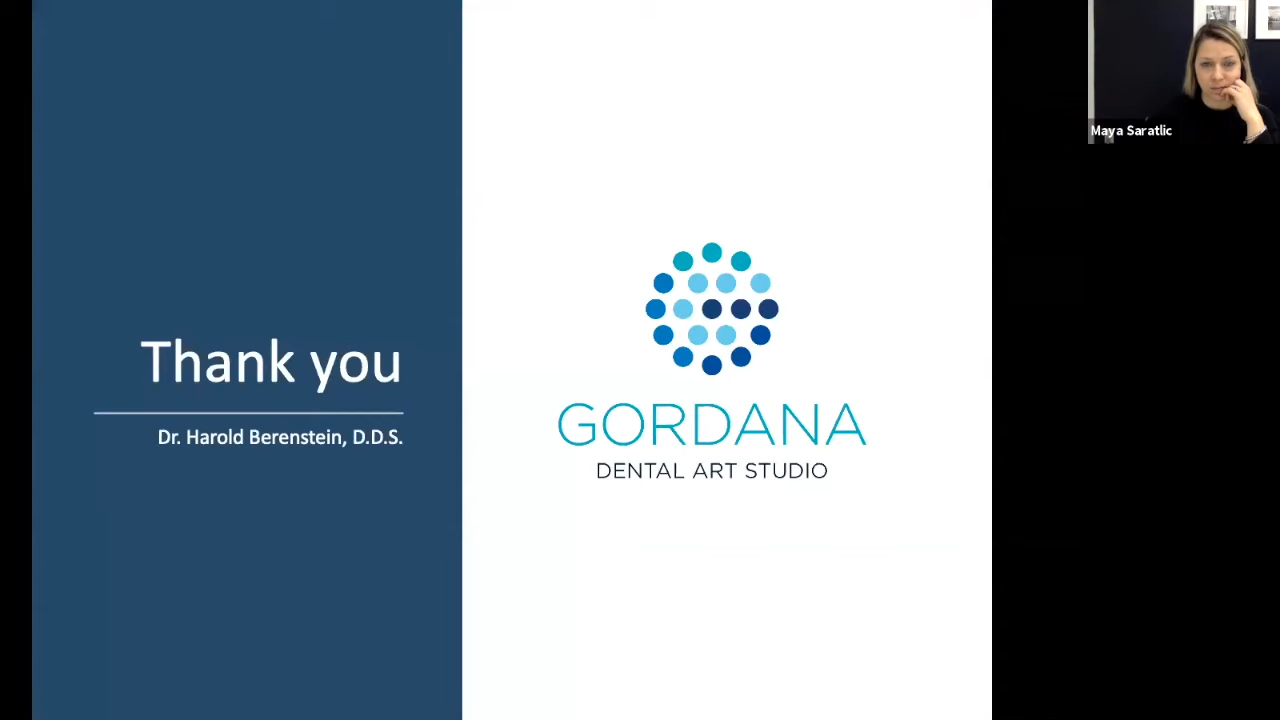 Thank you
Dr. Harold Berenstein, D.D.S.
GORDANA
DENTAL ART STUDIO
Maya Saratlic